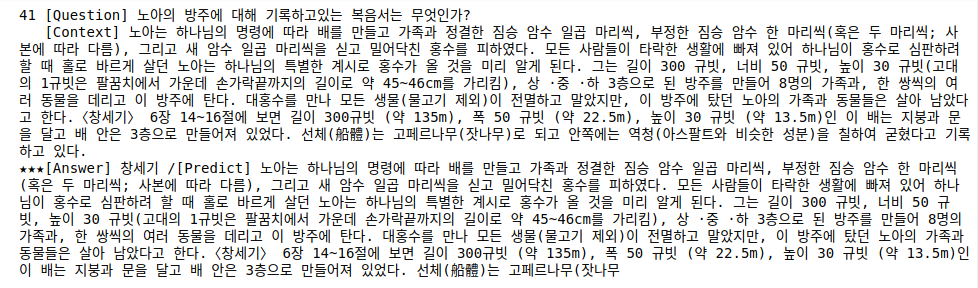 41 [Question] 노아의 방주에 대해 기록하고있는 복음서는 무엇인가?
[Context] 노아는 하나님의 명령에 따라 배를 만들고 가족과 정결한 짐승 암수 일곱 마리씩, 부정한 짐승 암수 한 마리씩(혹은 두 마리씩; 사
본에 따라 다름), 그리고 새 암수 일곱 마리씩을 싣고 밀어닥친 홍수를 피하였다. 모든 사람들이 타락한 생활에 빠져 있어 하나님이 홍수로 심판하려
할 때 홀로 바르게 살던 노아는 하나님의 특별한 계시로 홍수가 올 것을 미리 알게 된다. 그는 길이 300 규빗, 너비 50 규빗, 높이 30 규빗(고대
의 1규빗은 팔꿈치에서 가운데 손가락끝까지의 길이로 약 45~46cm를 가리킴), 상 ·중 ·하 3층으로 된 방주를 만들어 8명의 가족과, 한 쌍씩의 여
러 동물을 데리고 이 방주에 탄다. 대홍수를 만나 모든 생물(물고기 제외)이 전멸하고 말았지만, 이 방주에 탔던 노아의 가족과 동물들은 살아 남았다
고 한다.〈창세기〉 6장 14~16절에 보면 길이 300규빗 (약 135m), 폭 50 규빗 (약 22.5m), 높이 30 규빗 (약 13.5m)인 이 배는 지붕과 문
을 달고 배 안은 3층으로 만들어져 있었다. 선체(船體)는 고페르나무(잣나무)로 되고 안쪽에는 역청(아스팔트와 비슷한 성분)을 칠하여 굳혔다고 기록
하고 있다.
★★★[Answer] 창세기 /[Predict] 노아는 하나님의 명령에 따라 배를 만들고 가족과 정결한 짐승 암수 일곱 마리씩, 부정한 짐승 암수 한 마리씩
(혹은 두 마리씩; 사본에 따라 다름), 그리고 새 암수 일곱 마리씩을 싣고 밀어닥친 홍수를 피하였다. 모든 사람들이 타락한 생활에 빠져 있어 하나
님이 홍수로 심판하려 할 때 홀로 바르게 살던 노아는 하나님의 특별한 계시로 홍수가 올 것을 미리 알게 된다. 그는 길이 300 규빗, 너비 50 규
빗, 높이 30 규빗(고대의 1규빗은 팔꿈치에서 가운데 손가락끝까지의 길이로 약 45~46cm를 가리킴), 상 ·중 ·하 3층으로 된 방주를 만들어 8명의
가족과, 한 쌍씩의 여러 동물을 데리고 이 방주에 탄다. 대홍수를 만나 모든 생물(물고기 제외)이 전멸하고 말았지만, 이 방주에 탔던 노아의 가족과
동물들은 살아 남았다고 한다.〈창세기〉 6장 14~16절에 보면 길이 300규빗 (약 135m), 폭 50 규빗 (약 22.5m), 높이 30 규빗 (약 13.5m)인
이 배는 지붕과 문을 달고 배 안은 3층으로 만들어져 있었다. 선체(船體)는 고페르나무(잣나무